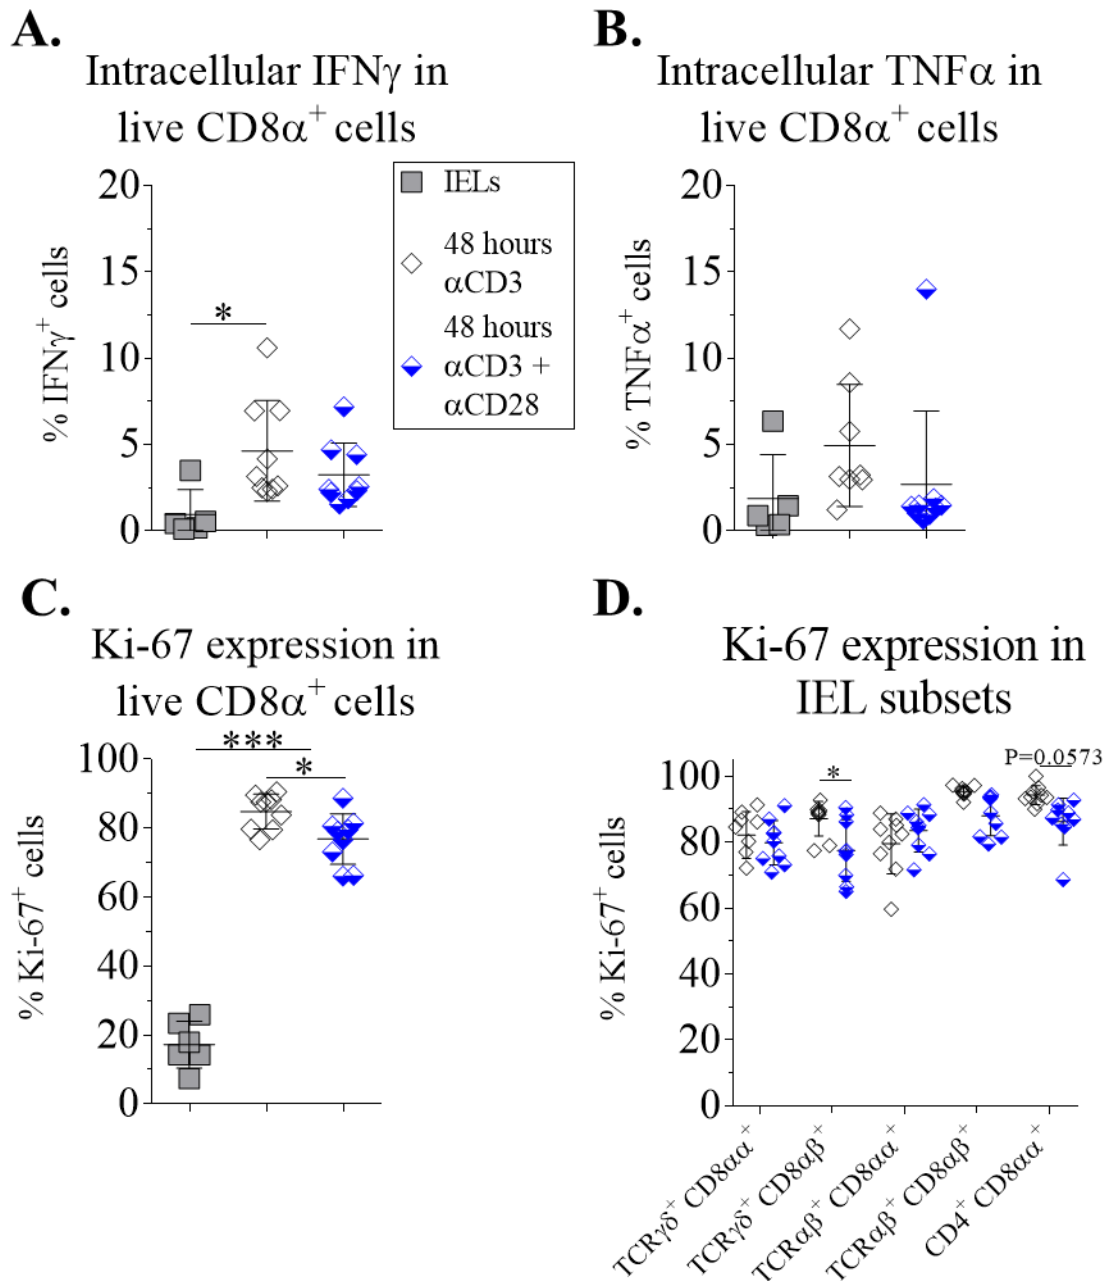 A.
Intracellular IFNγ in
live CD8α⁺ cells
% IFNγ⁺ cells
20
15
10
5
0
*
IELs
48 hours
αCD3
48 hours
αCD3 +
αCD28
B.
Intracellular TNFα in
live CD8α⁺ cells
% TNFα⁺ cells
20
15
10
5
0
C.
Ki-67 expression in
live CD8α⁺ cells
% Ki-67⁺ cells
100
80
60
40
20
0
***
*
D.
Ki-67 expression in
IEL subsets
% Ki-67⁺ cells
100
80
60
40
20
0
*
P=0.0573
TCRγδ⁺ CD8αα⁺
TCRγδ⁺ CD8αβ⁺
TCRαβ⁺ CD8αα⁺
TCRαβ⁺ CD8αβ⁺
CD4⁺ CD8αα⁺